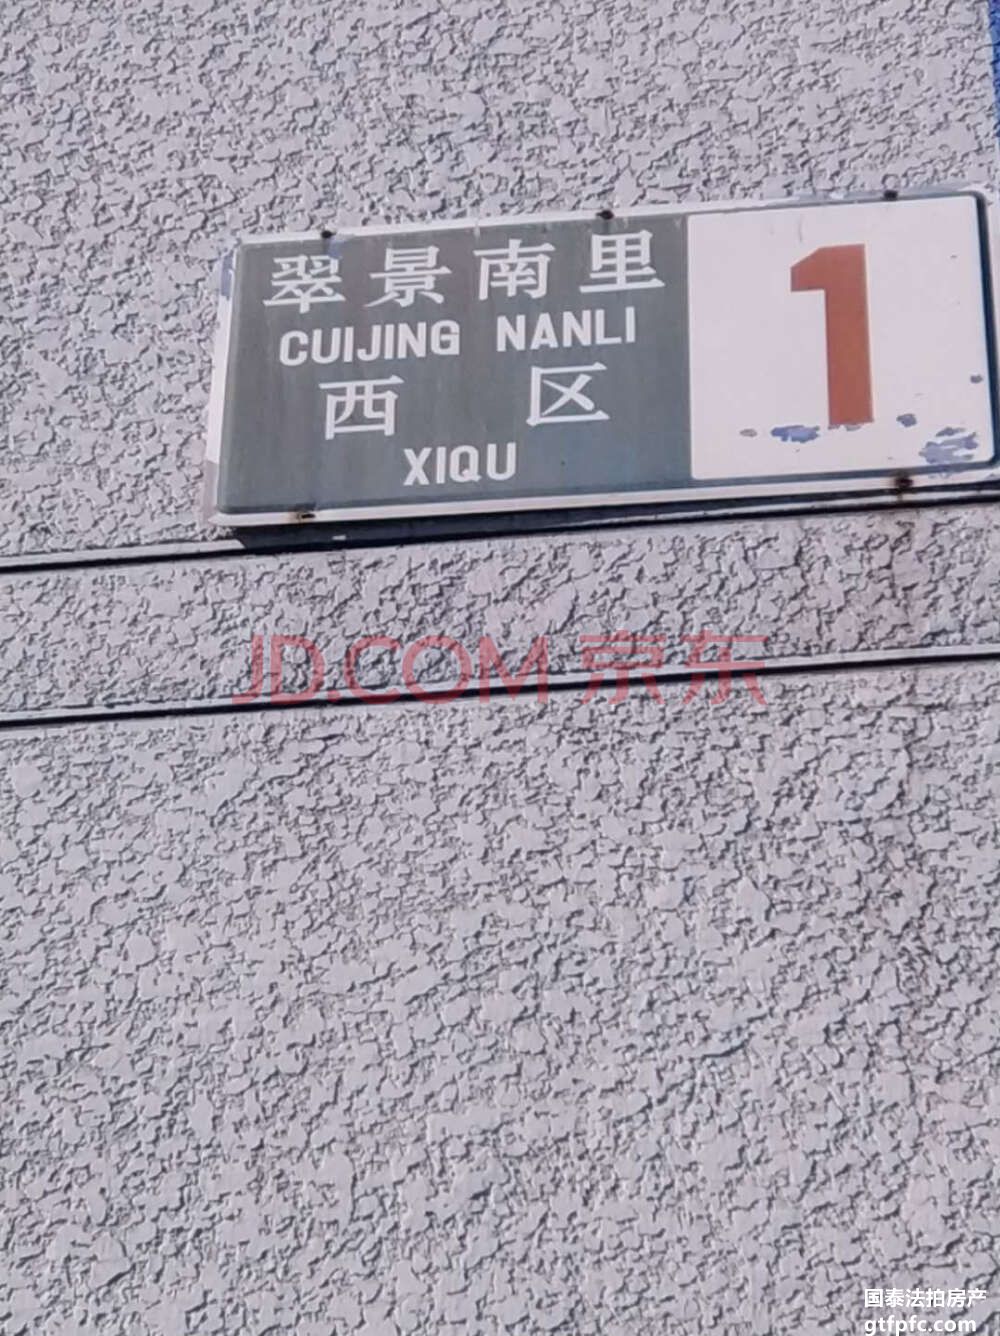 翠景南里
CUIJING NANLI
西区
XIQU
1
JD.COM 京东
国泰法拍房产
gtfpfc.com